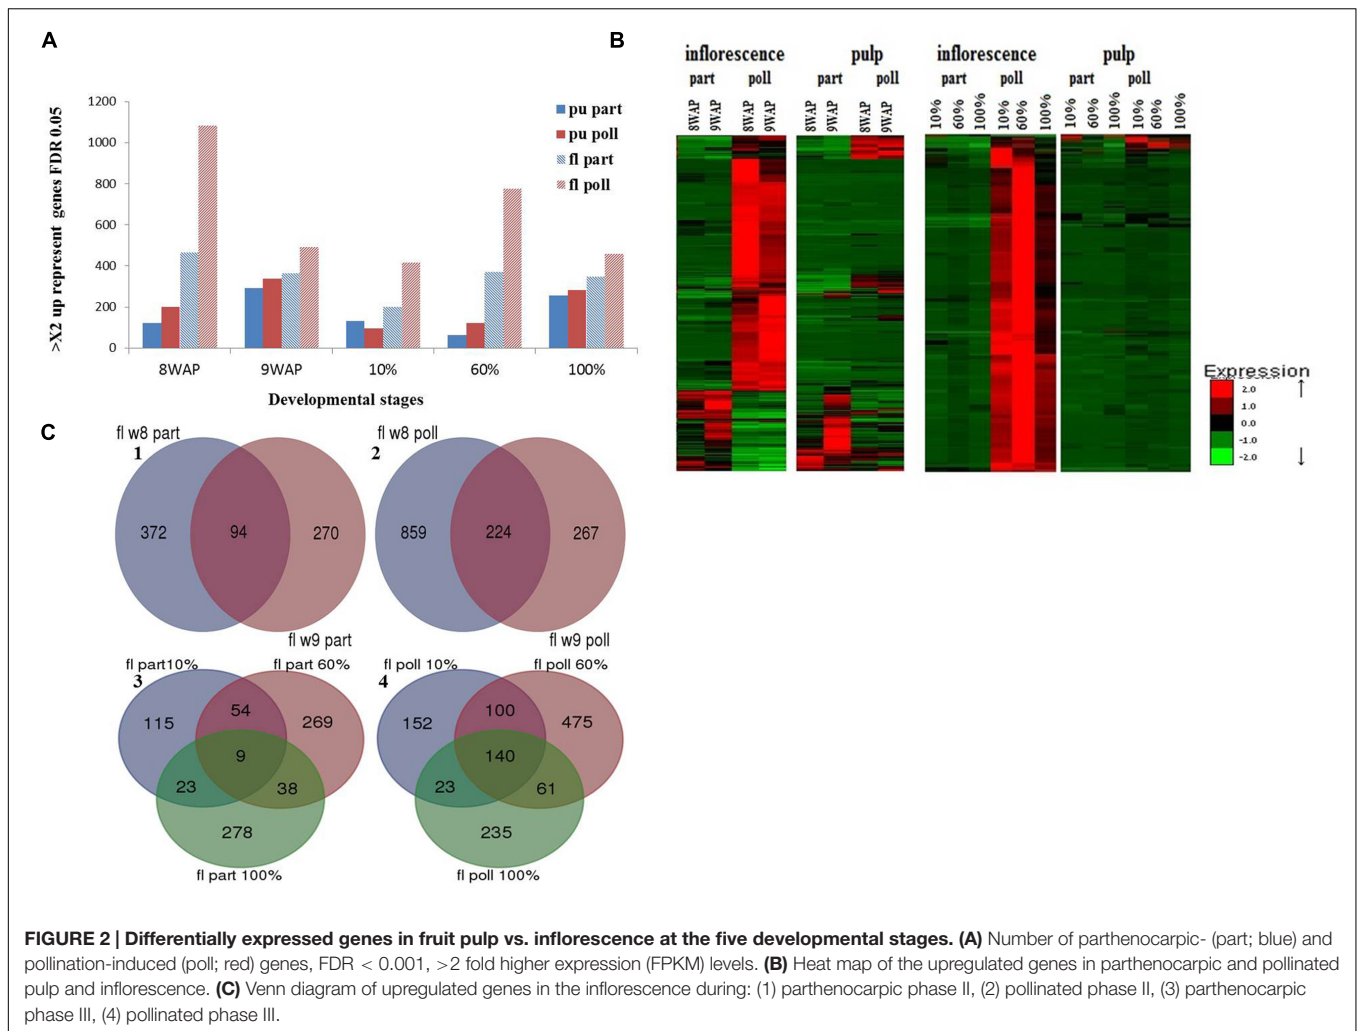 A
>X2 up represent genes FDR 0.05
1200
1000
800
600
400
200
0
pu part
pu poll
fl part
fl poll
8WAP 9WAP 10% 60% 100%
Developmental stages
B
inflorescence pulp inflorescence pulp
part poll part poll part poll part poll
8WAP 9WAP 8WAP 9WAP 8WAP 9WAP 8WAP 9WAP 10% 60% 100% 10% 60% 100% 10% 60% 100% 10% 60% 100%
Expression
2.0
1.0
0.0
-1.0
-2.0
C
fl w8 part
1
372 94 270
fl w9 part
fl w8 poll
2
859 224 267
fl w9 poll
fl part10% fl part 60%
3
54
115 269
9
23 38
278
fl part 100%
fl poll 10% fl poll 60%
4
100
152 475
140
23 61
235
fl poll 100%
FIGURE 2 | Differentially expressed genes in fruit pulp vs. inflorescence at the five developmental stages. (A) Number of parthenocarpic- (part; blue) and
pollination-induced (poll; red) genes, FDR < 0.001, >2 fold higher expression (FPKM) levels. (B) Heat map of the upregulated genes in parthenocarpic and pollinated
pulp and inflorescence. (C) Venn diagram of upregulated genes in the inflorescence during: (1) parthenocarpic phase II, (2) pollinated phase II, (3) parthenocarpic
phase III, (4) pollinated phase III.